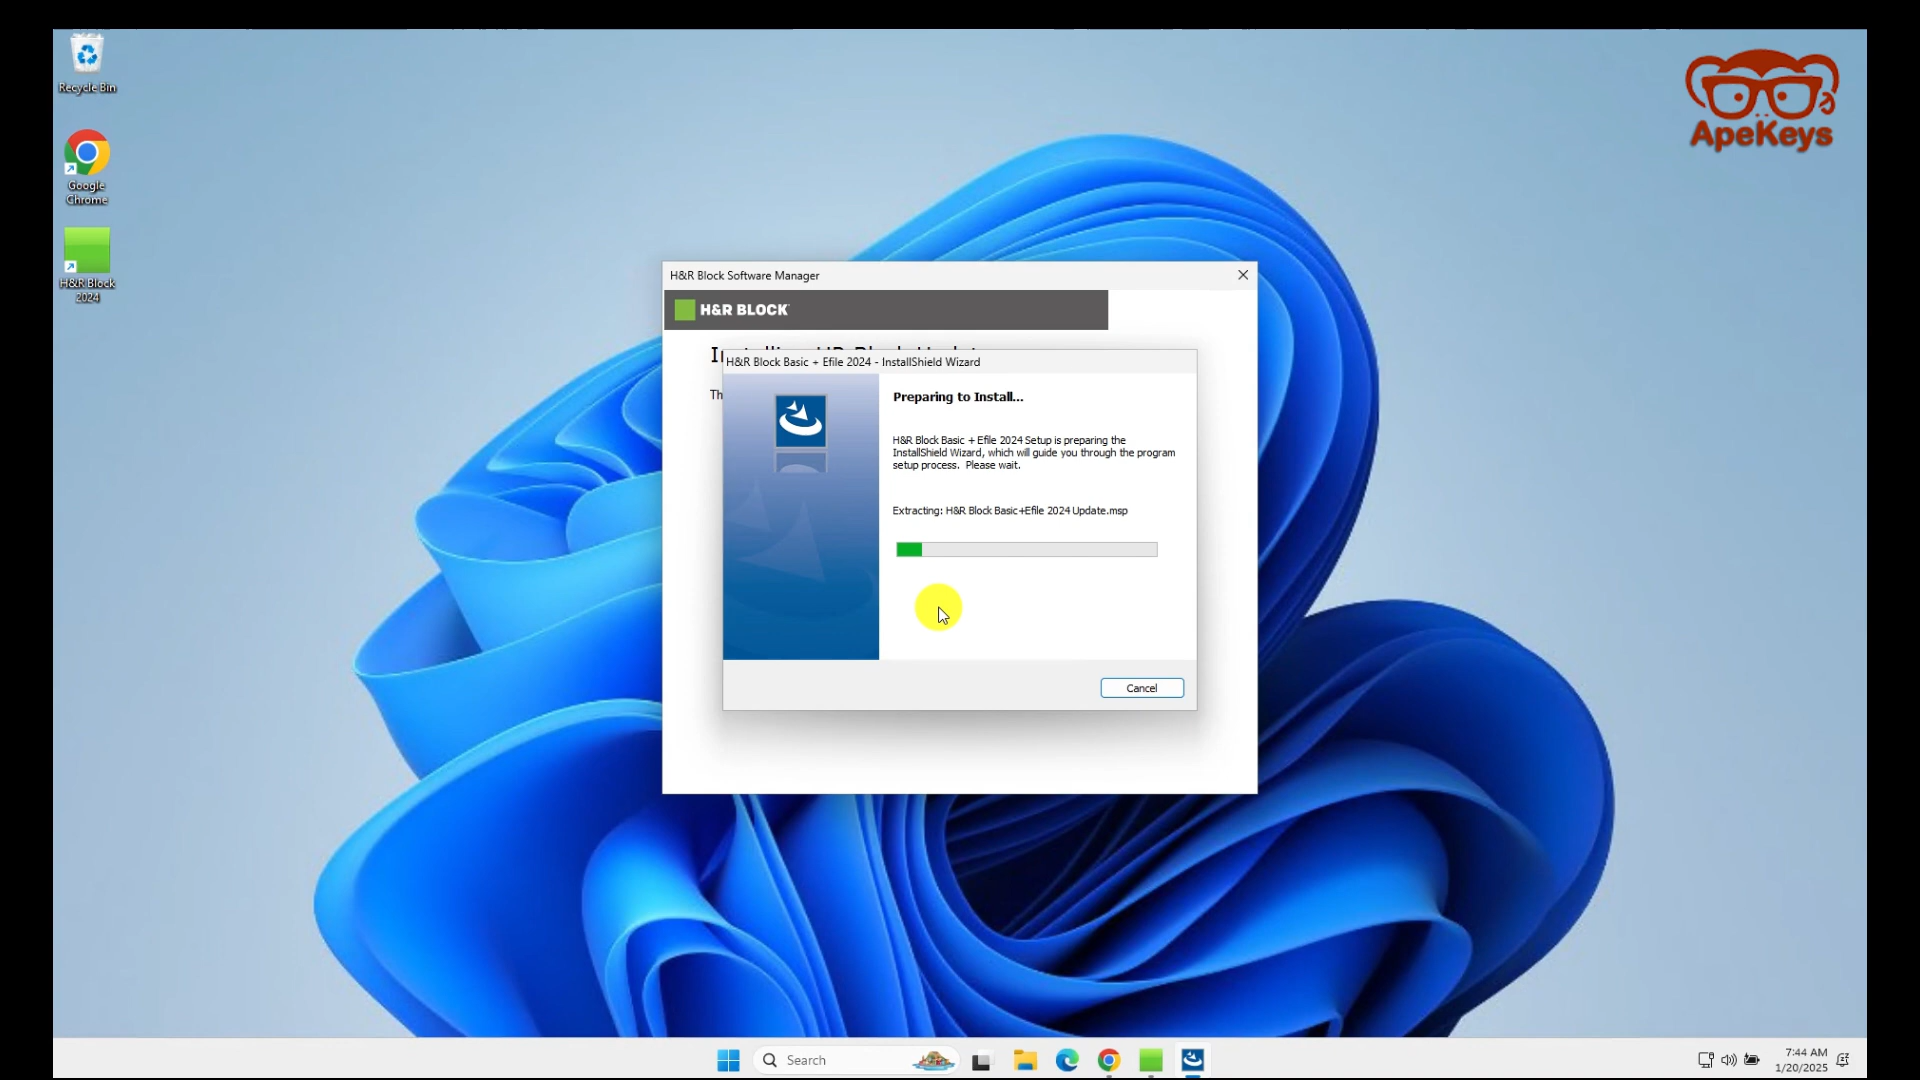 Recycle Bin
Google
Chrome
H&R Block
2024
ApeKeys
H&R Block Software Manager
H&R BLOCK
H&R Block Basic + Efile 2024 - InstallShield Wizard
Th
Preparing to Install...
H&R Block Basic + Efile 2024 Setup is preparing the
InstallShield Wizard, which will guide you through the program
setup process. Please wait.
Extracting: H&R Block Basic+Efile 2024 Update.msp
Cancel
Search
7:44 AM
1/20/2025